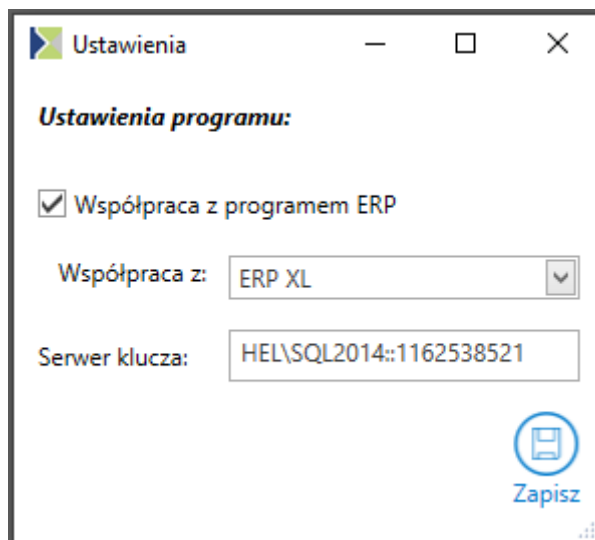 Ustawienia
Ustawienia programu:
Współpraca z programem ERP
Współpraca z: ERP XL
Serwer klucza: HEL\SQL2014::1162538521
Zapisz